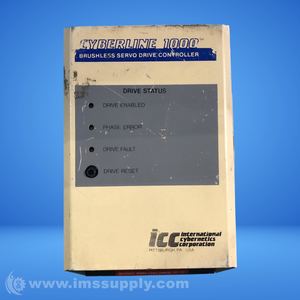 CYBERLINE 1000
BRUSHLESS SERVO DRIVE CONTROLLER
DRIVE STATUS
DRIVE ENABLED
PHASE ERROR
DRIVE FAULT
DRIVE RESET
icc international
cybernetics
corporation
PITTSBURGH, PA USA
© www.imssupply.com